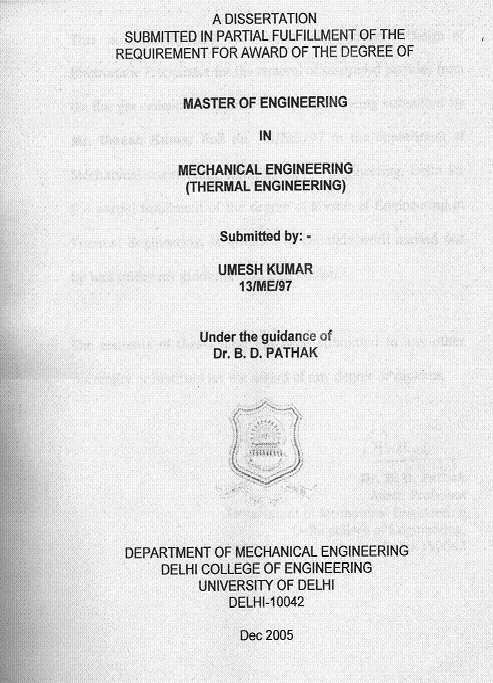 A DISSERTATION
SUBMITTED IN PARTIAL FULFILLMENT OF THE
REQUIREMENT FOR AWARD OF THE DEGREE OF
MASTER OF ENGINEERING
IN
MECHANICAL ENGINEERING
(THERMAL ENGINEERING)
Submitted by: -
UMESH KUMAR
13/ME/97
Under the guidance of
Dr. B. D. PATHAK
DEPARTMENT OF MECHANICAL ENGINEERING
DELHI COLLEGE OF ENGINEERING
UNIVERSITY OF DELHI
DELHI-10042
Dec 2005